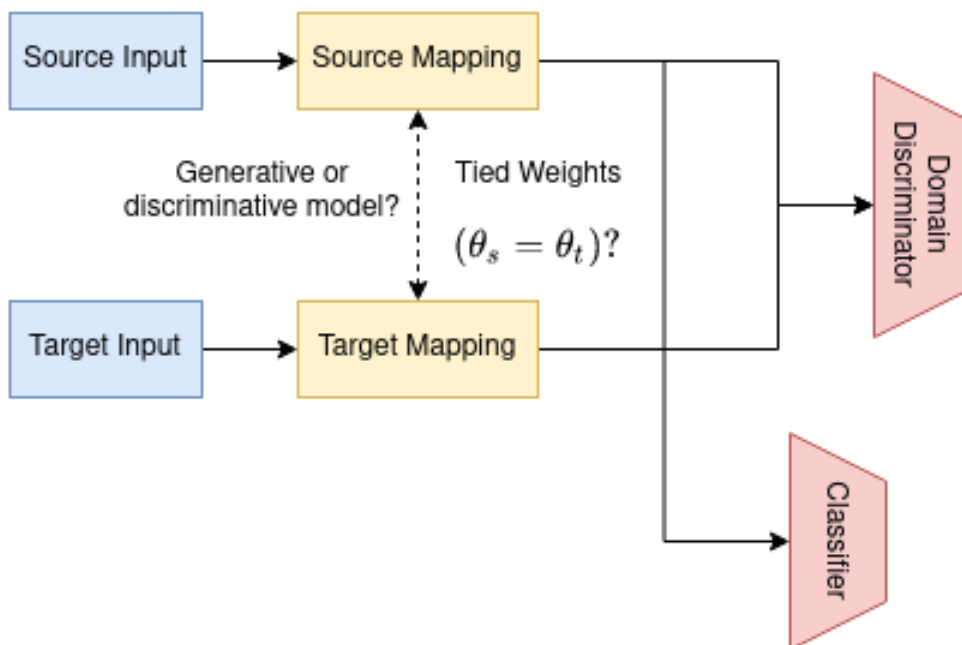 Source Input
Source Mapping
Generative or
discriminative model?
Tied Weights
(θₛ = θₜ)?
Domain
Discriminator
Target Input
Target Mapping
Classifier